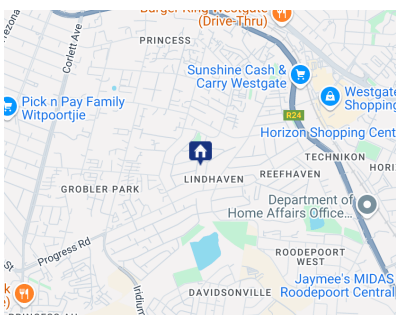 Burger King Westgate
(Drive-Thru)
PRINCESS
Corlett Ave
Sunshine Cash &
Carry Westgate
Westgate
Shopping
Pick n Pay Family
Witpoortjie
R24
Horizon Shopping Cent
TECHNIKON
HORI
REEFHAVEN
LINDHAVEN
GROBLER PARK
Department of
Home Affairs Office...
Progress Rd
ROODEPOORT
WEST
Jaymee's MIDAS
Roodepoort Central
DAVIDSONVILLE
Iridium